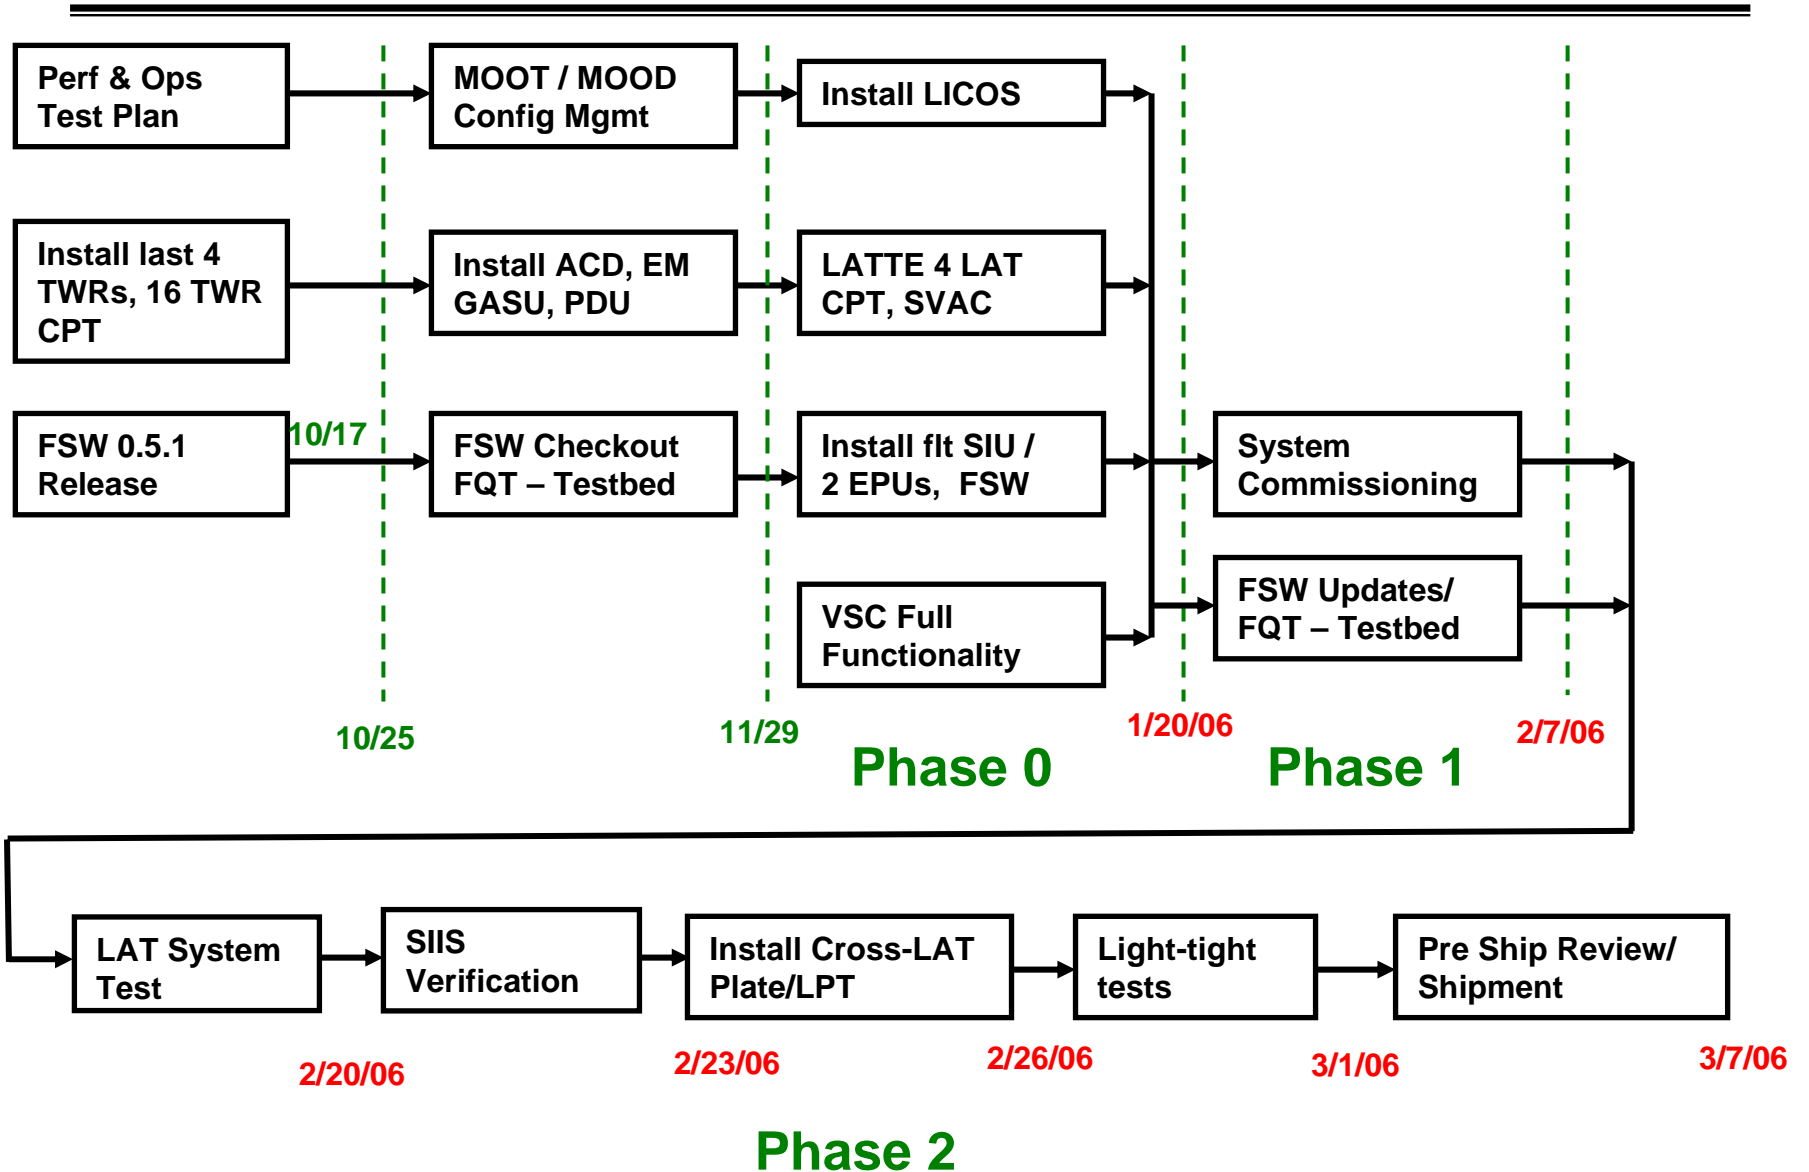 Perf & Ops
Test Plan
MOOT / MOOD
Config Mgmt
Install LICOS
Install last 4
TWRs, 16 TWR
CPT
Install ACD, EM
GASU, PDU
LATTE 4 LAT
CPT, SVAC
FSW 0.5.1
Release
10/17
FSW Checkout
FQT – Testbed
Install flt SIU /
2 EPUs, FSW
System
Commissioning
VSC Full
Functionality
FSW Updates/
FQT – Testbed
10/25
11/29
1/20/06
2/7/06
Phase 0
Phase 1
LAT System
Test
SIIS
Verification
Install Cross-LAT
Plate/LPT
Light-tight
tests
Pre Ship Review/
Shipment
2/20/06
2/23/06
2/26/06
3/1/06
3/7/06
Phase 2